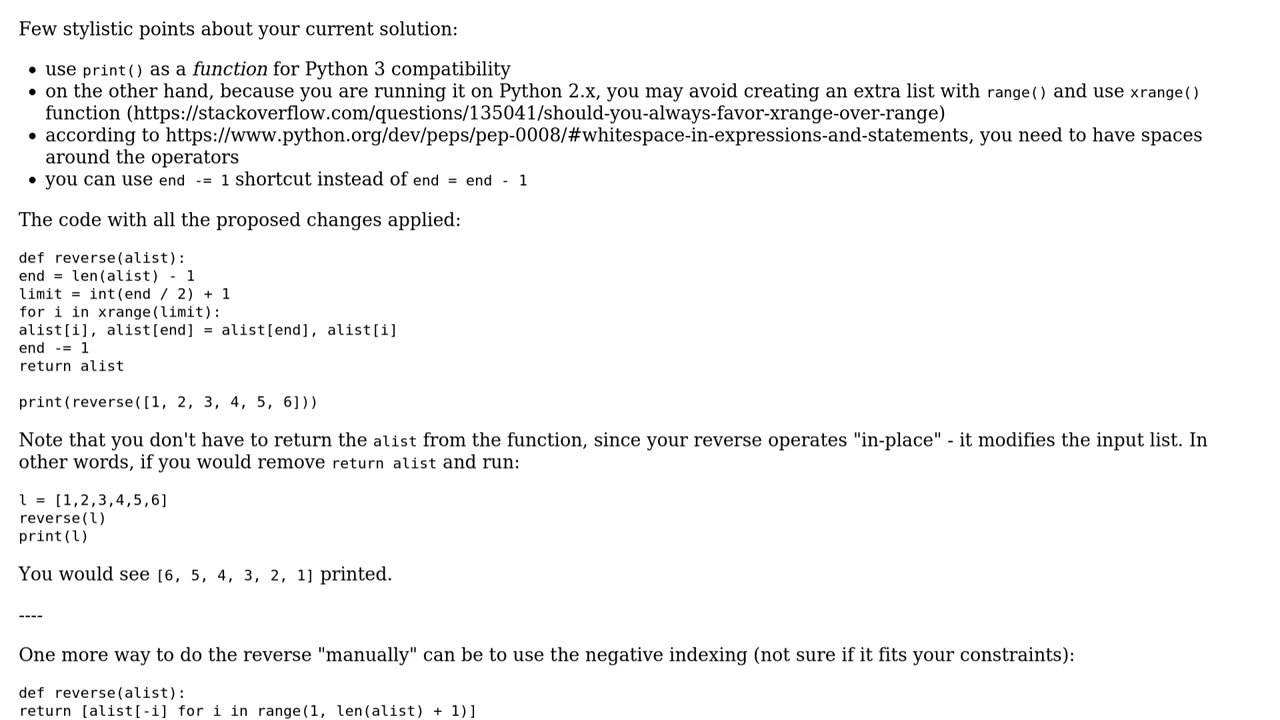 Few stylistic points about your current solution:
• use print() as a function for Python 3 compatibility
• on the other hand, because you are running it on Python 2.x, you may avoid creating an extra list with range() and use xrange()
function (https://stackoverflow.com/questions/135041/should-you-always-favor-xrange-over-range)
• according to https://www.python.org/dev/peps/pep-0008/#whitespace-in-expressions-and-statements, you need to have spaces
around the operators
• you can use end -= 1 shortcut instead of end = end - 1
The code with all the proposed changes applied:
def reverse(alist):
end = len(alist) - 1
limit = int(end / 2) + 1
for i in xrange(limit):
alist[i], alist[end] = alist[end], alist[i]
end -= 1
return alist
print(reverse([1, 2, 3, 4, 5, 6]))
Note that you don't have to return the alist from the function, since your reverse operates "in-place" - it modifies the input list. In
other words, if you would remove return alist and run:
l = [1,2,3,4,5,6]
reverse(l)
print(l)
You would see [6, 5, 4, 3, 2, 1] printed.
----
One more way to do the reverse "manually" can be to use the negative indexing (not sure if it fits your constraints):
def reverse(alist):
return [alist[-i] for i in range(1, len(alist) + 1)]